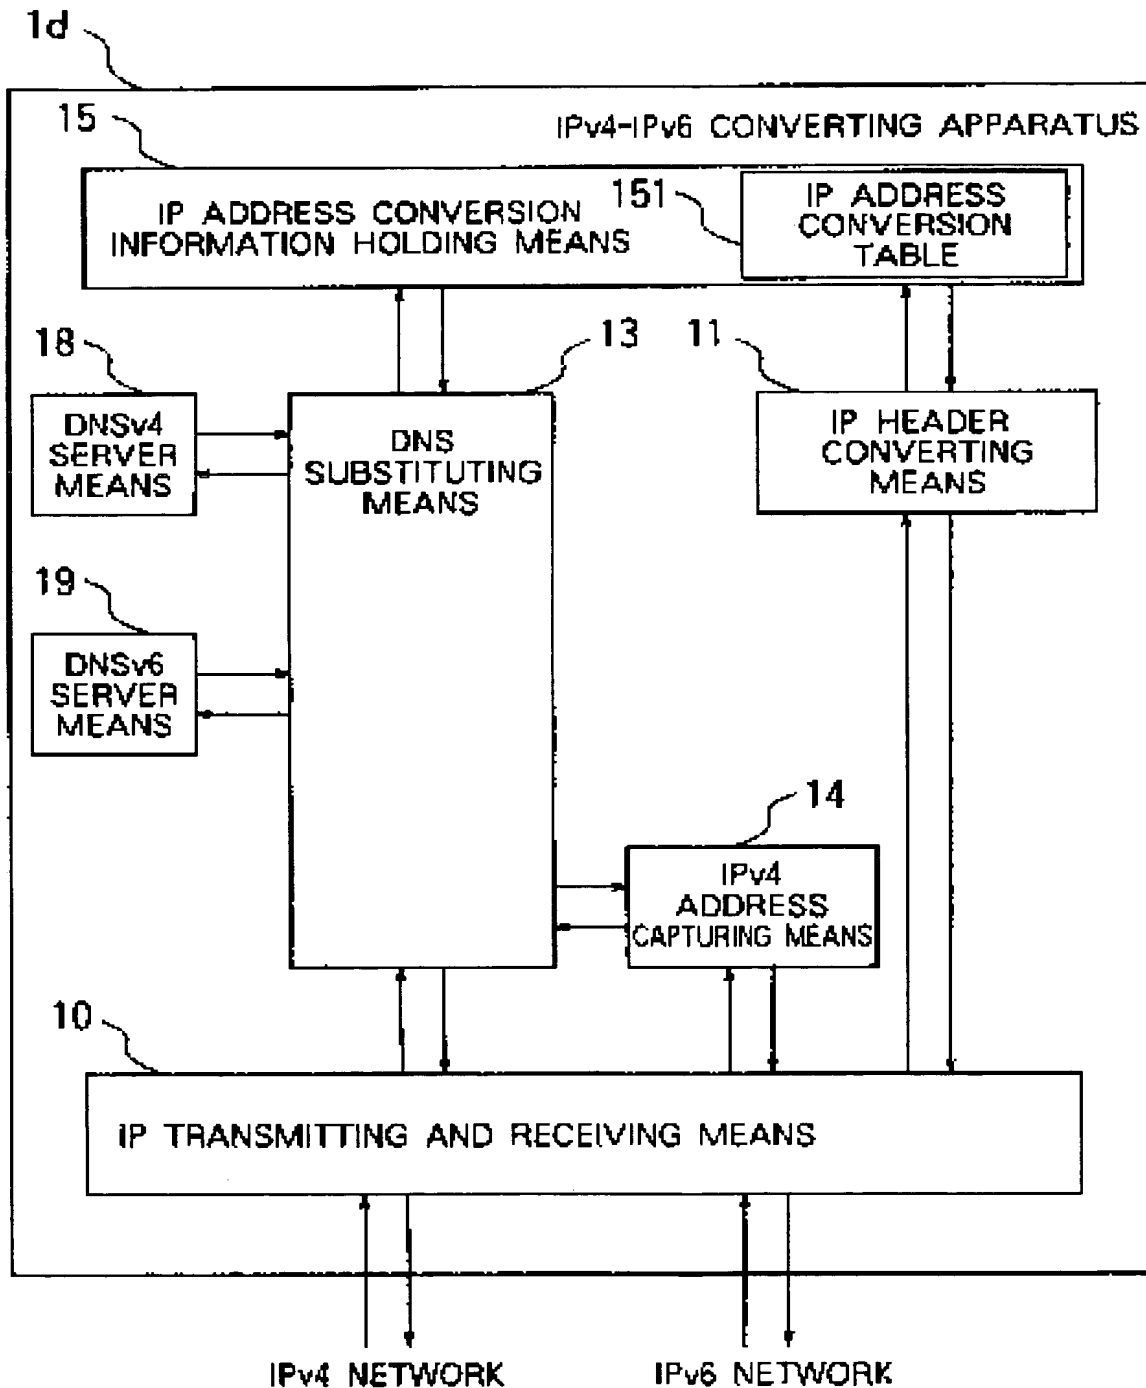 1d
15
IPv4-IPv6 CONVERTING APPARATUS
IP ADDRESS CONVERSION
INFORMATION HOLDING MEANS
151
IP ADDRESS
CONVERSION
TABLE
18
13
11
DNSv4
SERVER
MEANS
DNS
SUBSTITUTING
MEANS
IP HEADER
CONVERTING
MEANS
19
DNSv6
SERVER
MEANS
14
IPv4
ADDRESS
CAPTURING MEANS
10
IP TRANSMITTING AND RECEIVING MEANS
IPv4 NETWORK
IPv6 NETWORK